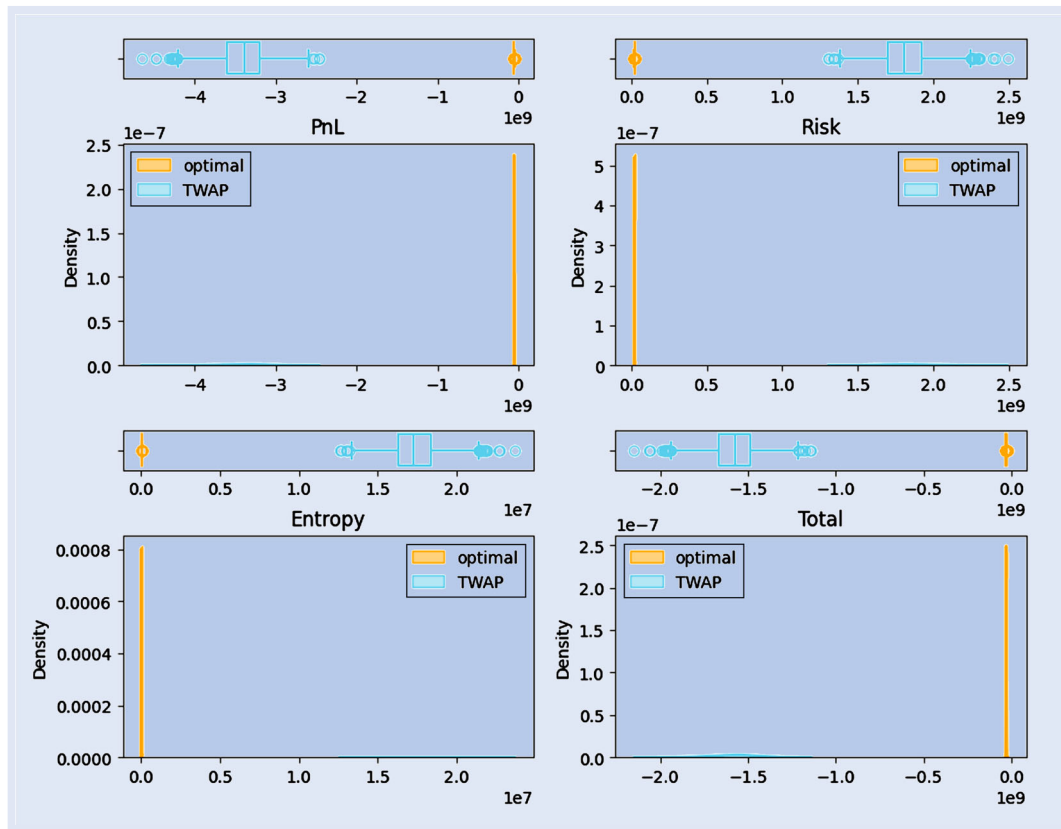 −4 −3 −2 −1 0
1e9
PnL
1e−7
2.5
2.0
1.5
1.0
0.5
0.0
Density
optimal
TWAP
−4 −3 −2 −1 0
1e9
0.0 0.5 1.0 1.5 2.0 2.5
1e9
Risk
1e−7
5
4
3
2
1
0
Density
optimal
TWAP
0.0 0.5 1.0 1.5 2.0 2.5
1e9
0.0 0.5 1.0 1.5 2.0
1e7
Entropy
0.0008
0.0006
0.0004
0.0002
0.0000
Density
optimal
TWAP
0.0 0.5 1.0 1.5 2.0
1e7
−2.0 −1.5 −1.0 −0.5 0.0
1e9
Total
1e−7
2.5
2.0
1.5
1.0
0.5
0.0
Density
optimal
TWAP
−2.0 −1.5 −1.0 −0.5 0.0
1e9